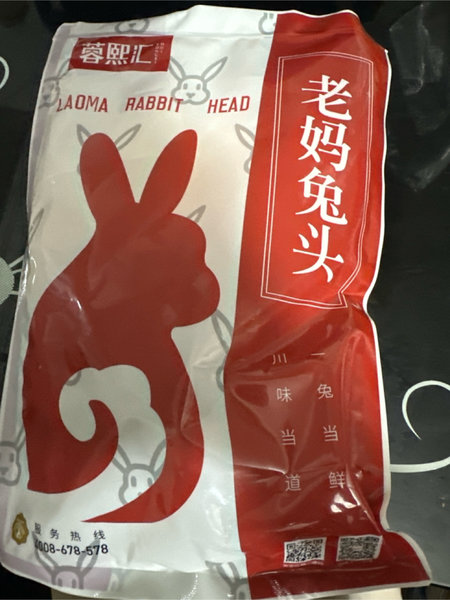 蓉熙汇
LAOMA RABBIT HEAD
老妈兔头
一兔当鲜
川味当道
服务热线
4008-678-578